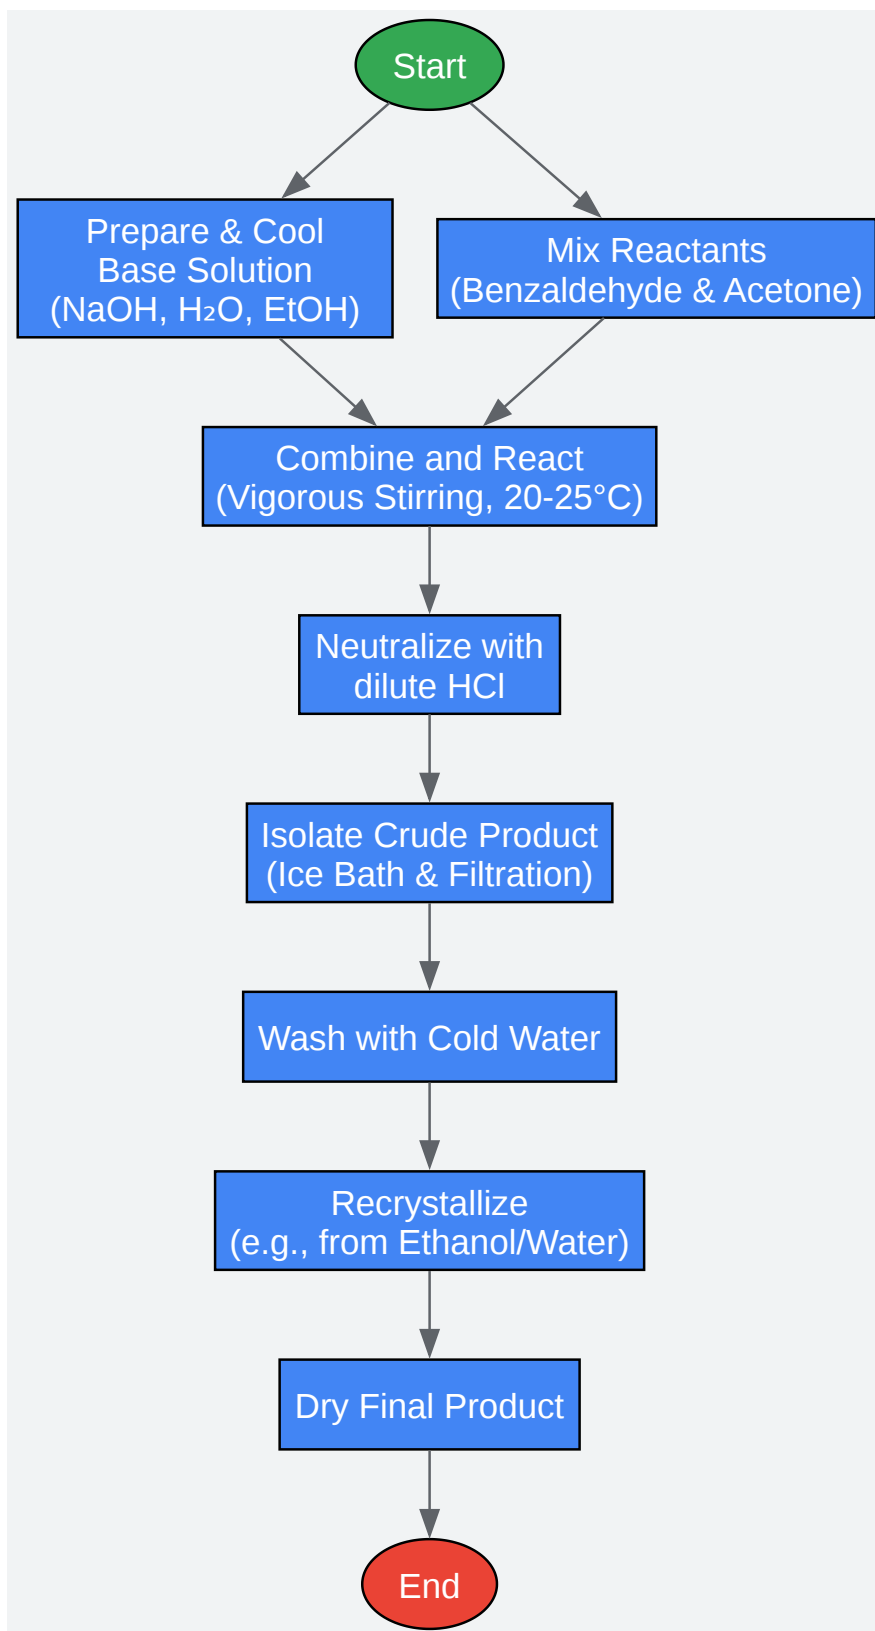 Start
Prepare & Cool
Base Solution
(NaOH, H₂O, EtOH)
Mix Reactants
(Benzaldehyde & Acetone)
Combine and React
(Vigorous Stirring, 20-25°C)
Neutralize with
dilute HCl
Isolate Crude Product
(Ice Bath & Filtration)
Wash with Cold Water
Recrystallize
(e.g., from Ethanol/Water)
Dry Final Product
End